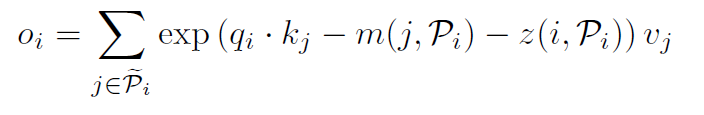 $$o_i = \sum_{j \in \widetilde{\mathcal{P}}_i} \exp\left(q_i \cdot k_j - m(j, \mathcal{P}_i) - z(i, \mathcal{P}_i)\right) v_j$$